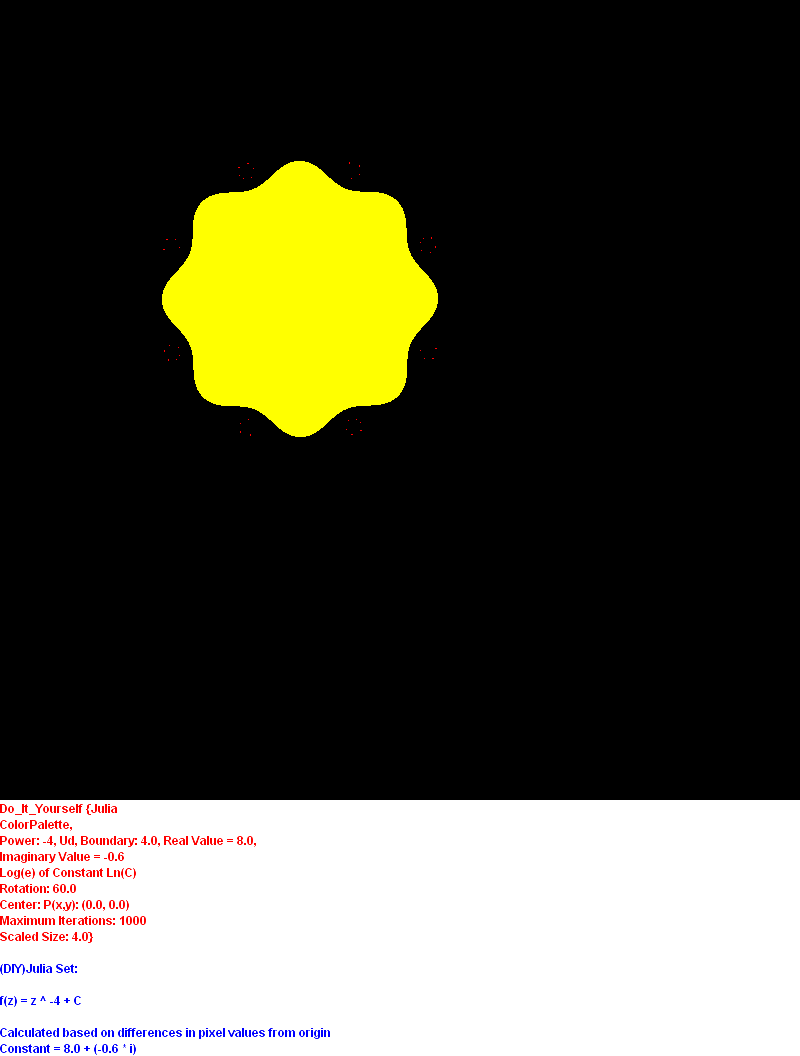 Do_It_Yourself {Julia
ColorPalette,
Power: -4, Ud, Boundary: 4.0, Real Value = 8.0,
Imaginary Value = -0.6
Log(e) of Constant Ln(C)
Rotation: 60.0
Center: P(x,y): (0.0, 0.0)
Maximum Iterations: 1000
Scaled Size: 4.0}
(DIY)Julia Set:
f(z) = z ^ -4 + C
Calculated based on differences in pixel values from origin
Constant = 8.0 + (-0.6 * i)